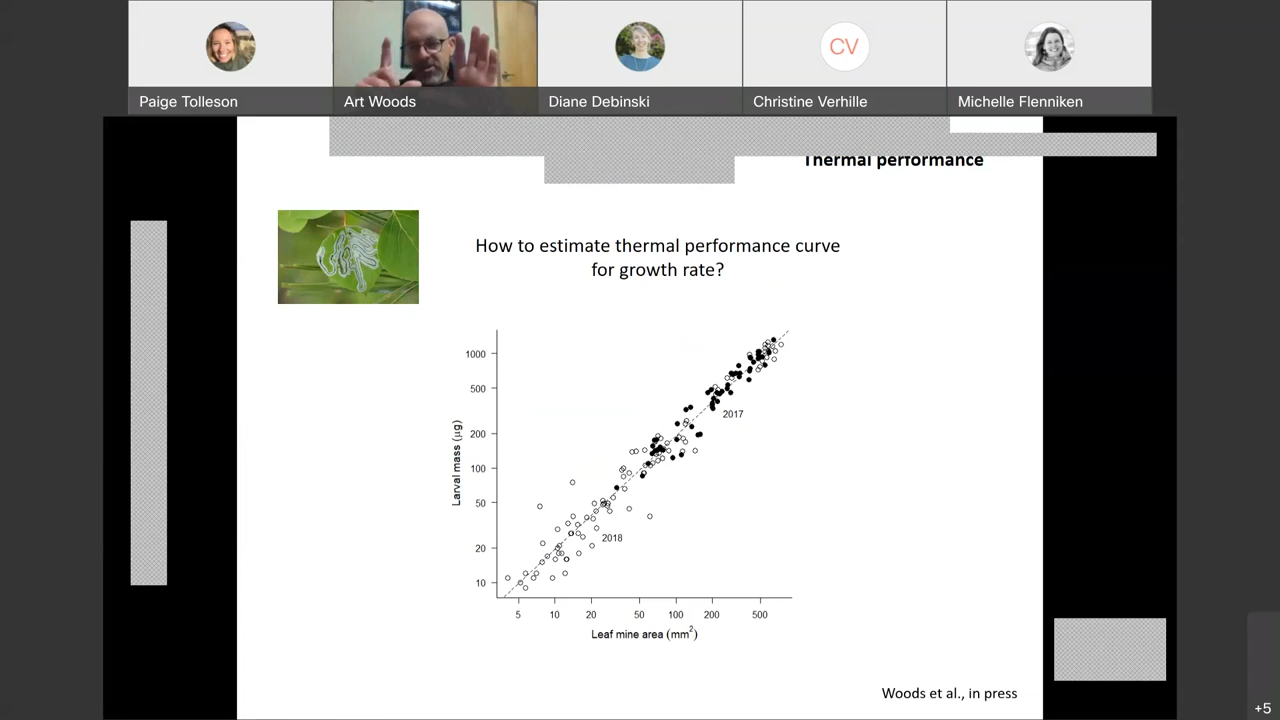 CV
Paige Tolleson
Art Woods
Diane Debinski
Christine Verhille
Michelle Flenniken
Thermal performance
How to estimate thermal performance curve
for growth rate?
1000
500
200
100
50
20
10
Larval mass (µg)
2017
2018
5 10 20 50 100 200 500
Leaf mine area (mm²)
Woods et al., in press
+5